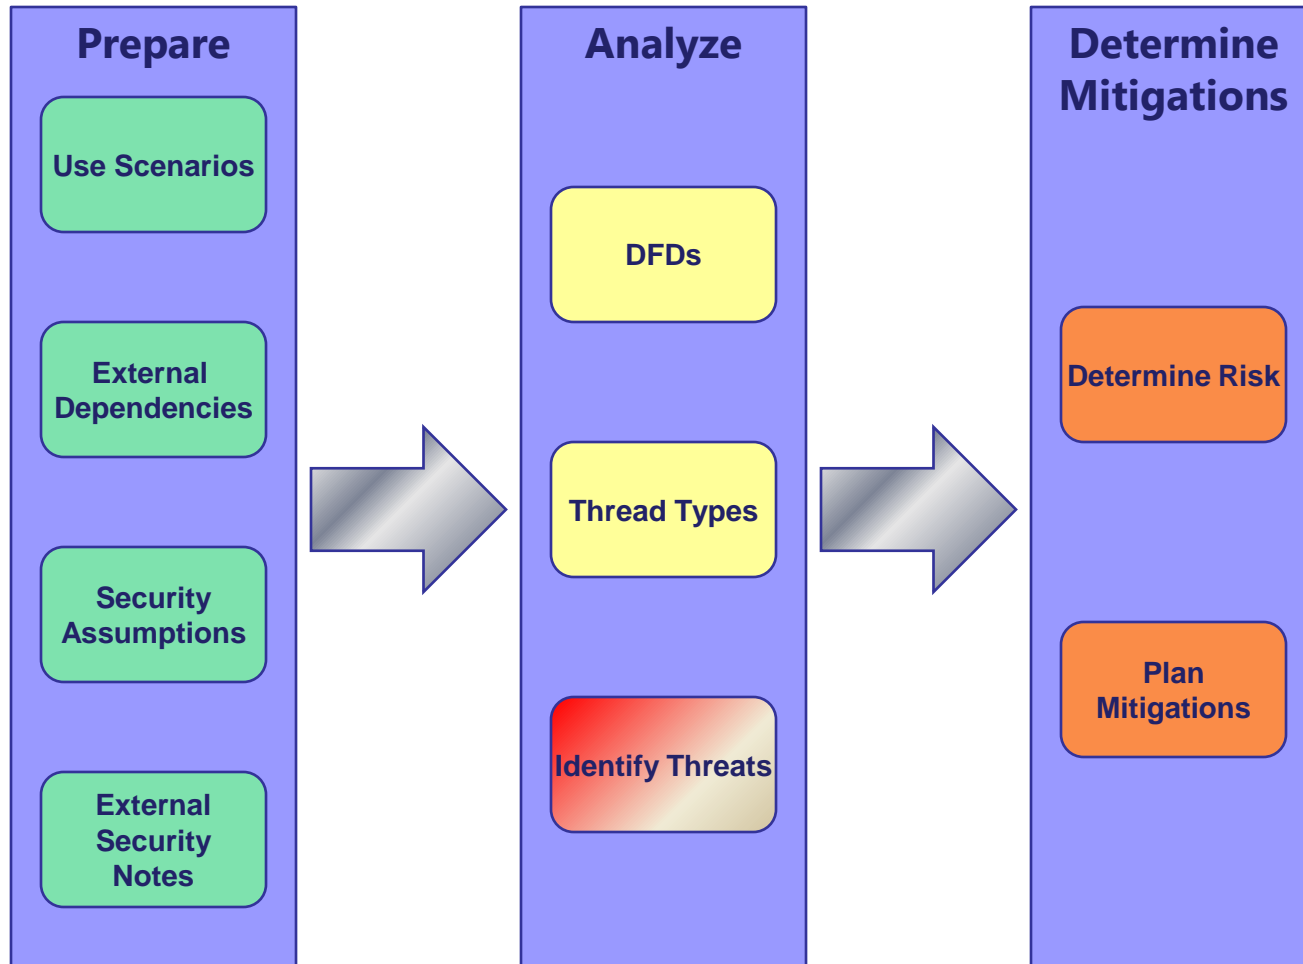 Prepare
Use Scenarios
External
Dependencies
Security
Assumptions
External
Security
Notes
Analyze
DFDs
Thread Types
Identify Threats
Determine
Mitigations
Determine Risk
Plan
Mitigations